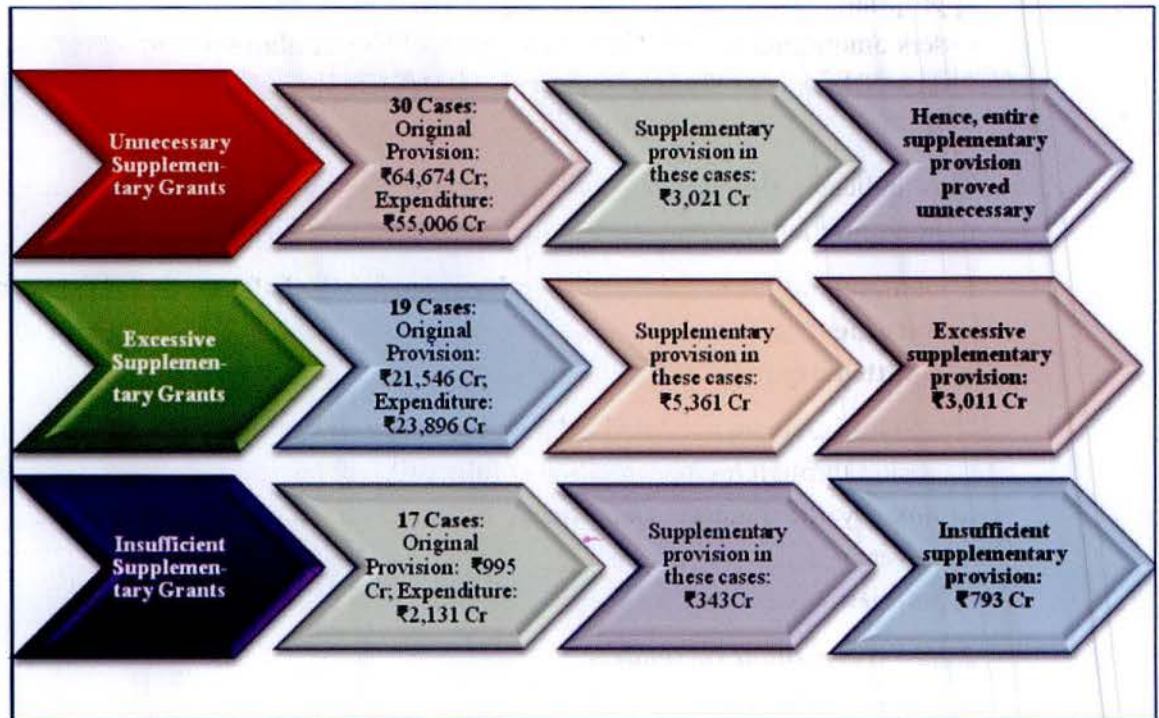 Unnecessary
Supplemen-
tary Grants
30 Cases:
Original
Provision:
₹64,674 Cr;
Expenditure:
₹55,006 Cr
Supplementary
provision in
these cases:
₹3,021 Cr
Hence, entire
supplementary
provision
proved
unnecessary
Excessive
Supplemen-
tary Grants
19 Cases:
Original
Provision:
₹21,546 Cr;
Expenditure:
₹23,896 Cr
Supplementary
provision in
these cases:
₹5,361 Cr
Excessive
supplementary
provision:
₹3,011 Cr
Insufficient
Supplemen-
tary Grants
17 Cases:
Original
Provision: ₹995
Cr; Expenditure:
₹2,131 Cr
Supplementary
provision in
these cases:
₹343Cr
Insufficient
supplementary
provision:
₹793 Cr